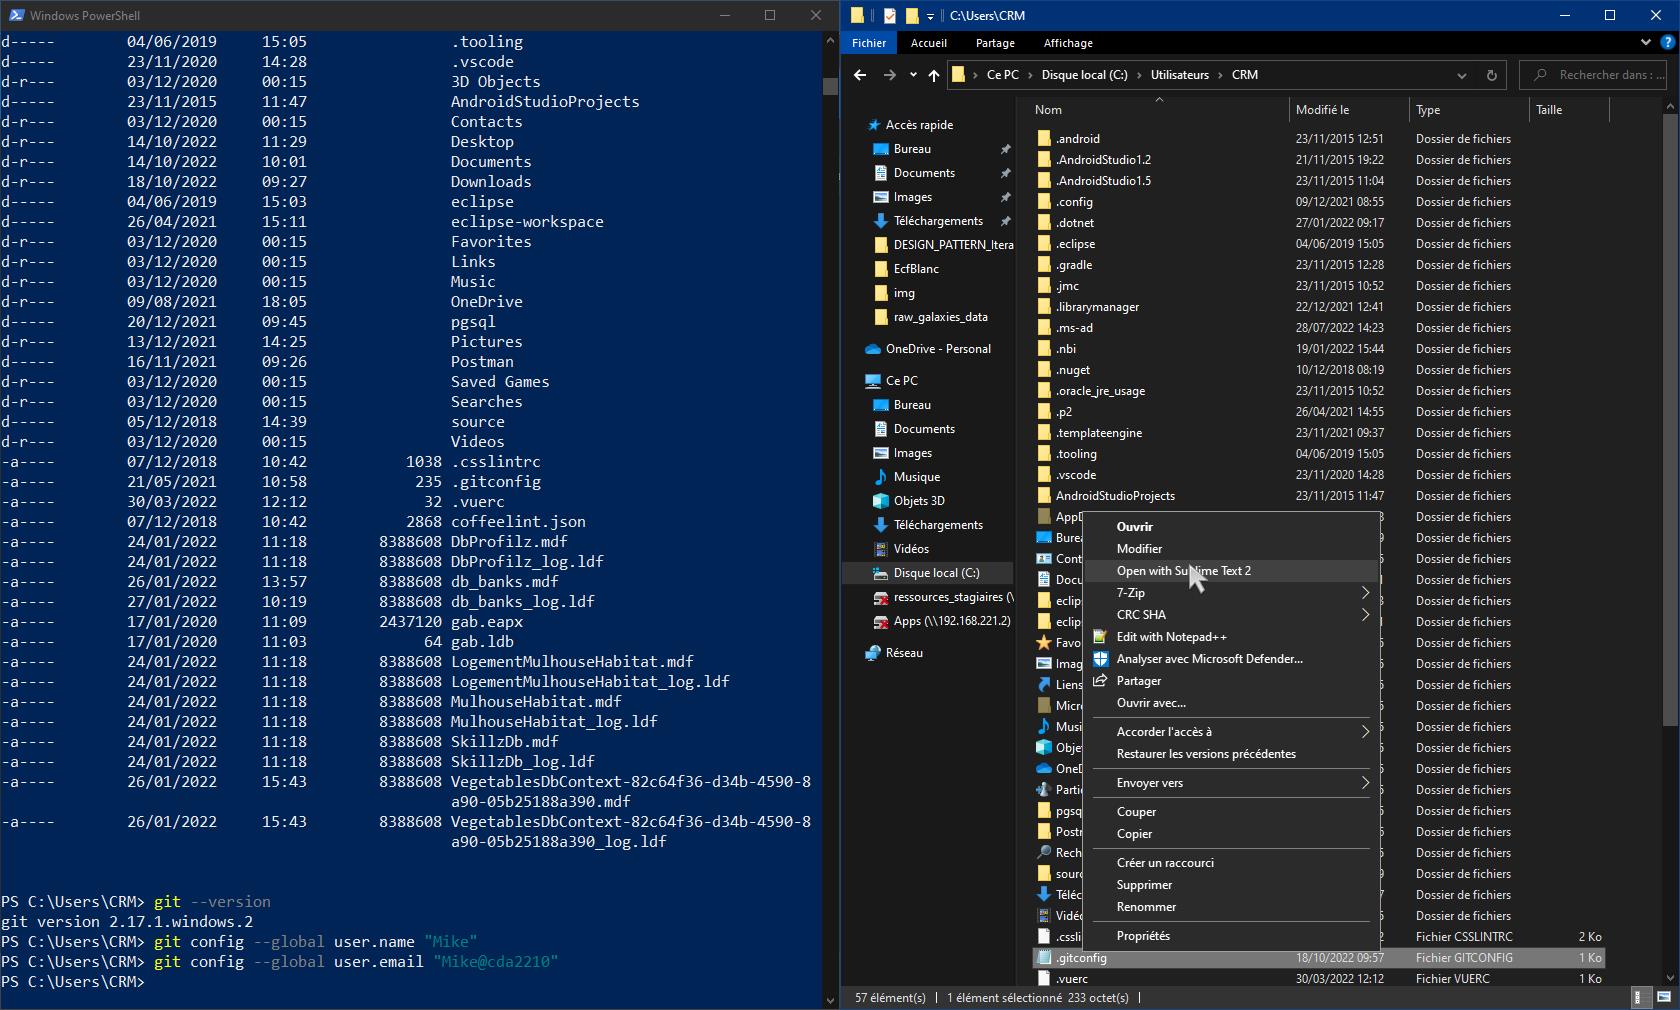 Windows PowerShell
d----- 04/06/2019 15:05 .tooling
d----- 23/11/2020 14:28 .vscode
d-r--- 03/12/2020 00:15 3D Objects
d----- 23/11/2015 11:47 AndroidStudioProjects
d-r--- 03/12/2020 00:15 Contacts
d-r--- 14/10/2022 11:29 Desktop
d-r--- 14/10/2022 10:01 Documents
d-r--- 18/10/2022 09:27 Downloads
d----- 04/06/2019 15:03 eclipse
d----- 26/04/2021 15:11 eclipse-workspace
d-r--- 03/12/2020 00:15 Favorites
d-r--- 03/12/2020 00:15 Links
d-r--- 03/12/2020 00:15 Music
d-r--- 09/08/2021 18:05 OneDrive
d----- 20/12/2021 09:45 pgsql
d-r--- 13/12/2021 14:25 Pictures
d----- 16/11/2021 09:26 Postman
d-r--- 03/12/2020 00:15 Saved Games
d-r--- 03/12/2020 00:15 Searches
d----- 05/12/2018 14:39 source
d-r--- 03/12/2020 00:15 Videos
-a---- 07/12/2018 10:42 1038 .csslintrc
-a---- 21/05/2021 10:58 235 .gitconfig
-a---- 30/03/2022 12:12 32 .vuerc
-a---- 07/12/2018 10:42 2868 coffeelint.json
-a---- 24/01/2022 11:18 8388608 DbProfilz.mdf
-a---- 24/01/2022 11:18 8388608 DbProfilz_log.ldf
-a---- 26/01/2022 13:57 8388608 db_banks.mdf
-a---- 27/01/2022 10:19 8388608 db_banks_log.ldf
-a---- 17/01/2020 11:09 2437120 gab.eapx
-a---- 17/01/2020 11:03 64 gab.ldb
-a---- 24/01/2022 11:18 8388608 LogementMulhouseHabitat.mdf
-a---- 24/01/2022 11:18 8388608 LogementMulhouseHabitat_log.ldf
-a---- 24/01/2022 11:18 8388608 MulhouseHabitat.mdf
-a---- 24/01/2022 11:18 8388608 MulhouseHabitat_log.ldf
-a---- 24/01/2022 11:18 8388608 SkillzDb.mdf
-a---- 24/01/2022 11:18 8388608 SkillzDb_log.ldf
-a---- 26/01/2022 15:43 8388608 VegetablesDbContext-82c64f36-d34b-4590-8
a90-05b25188a390.mdf
-a---- 26/01/2022 15:43 8388608 VegetablesDbContext-82c64f36-d34b-4590-8
a90-05b25188a390_log.ldf
PS C:\Users\CRM> git --version
git version 2.17.1.windows.2
PS C:\Users\CRM> git config --global user.name "Mike"
PS C:\Users\CRM> git config --global user.email "Mike@cda2210"
PS C:\Users\CRM>
C:\Users\CRM
Fichier Accueil Partage Affichage
Ce PC > Disque local (C:) > Utilisateurs > CRM
Rechercher dans : ...
Accès rapide
Bureau
Documents
Images
Téléchargements
DESIGN_PATTERN_Itera
EcfBlanc
img
raw_galaxies_data
OneDrive - Personal
Ce PC
Bureau
Documents
Images
Musique
Objets 3D
Téléchargements
Vidéos
Disque local (C:)
ressources_stagiaires (\
Apps (\\192.168.221.2)
Réseau
Nom Modifié le Type Taille
.android 23/11/2015 12:51 Dossier de fichiers
.AndroidStudio1.2 21/11/2015 19:22 Dossier de fichiers
.AndroidStudio1.5 23/11/2015 11:04 Dossier de fichiers
.config 09/12/2021 08:55 Dossier de fichiers
.dotnet 27/01/2022 09:17 Dossier de fichiers
.eclipse 04/06/2019 15:05 Dossier de fichiers
.gradle 23/11/2015 12:28 Dossier de fichiers
.jmc 23/11/2015 10:52 Dossier de fichiers
.librarymanager 22/12/2021 12:41 Dossier de fichiers
.ms-ad 28/07/2022 14:23 Dossier de fichiers
.nbi 19/01/2022 15:44 Dossier de fichiers
.nuget 10/12/2018 08:19 Dossier de fichiers
.oracle_jre_usage 23/11/2015 10:52 Dossier de fichiers
.p2 26/04/2021 14:55 Dossier de fichiers
.templateengine 23/11/2021 09:37 Dossier de fichiers
.tooling 04/06/2019 15:05 Dossier de fichiers
.vscode 23/11/2020 14:28 Dossier de fichiers
AndroidStudioProjects 23/11/2015 11:47 Dossier de fichiers
AppD Dossier de fichiers
Burea Dossier de fichiers
Cont Dossier de fichiers
Docu Dossier de fichiers
eclip Dossier de fichiers
eclip Dossier de fichiers
Favo Dossier de fichiers
Imag Dossier de fichiers
Liens Dossier de fichiers
Micro Dossier de fichiers
Musi Dossier de fichiers
Objet Dossier de fichiers
OneD Dossier de fichiers
Parti Dossier de fichiers
pgsq Dossier de fichiers
Postr Dossier de fichiers
Rech Dossier de fichiers
sourc Dossier de fichiers
Téléc Dossier de fichiers
Vidéo Dossier de fichiers
.cssli Fichier CSSLINTRC 2 Ko
.gitconfig 18/10/2022 09:57 Fichier GITCONFIG 1 Ko
.vuerc 30/03/2022 12:12 Fichier VUERC 1 Ko
Ouvrir
Modifier
Open with Sublime Text 2
7-Zip
CRC SHA
Edit with Notepad++
Analyser avec Microsoft Defender...
Partager
Ouvrir avec...
Accorder l'accès à
Restaurer les versions précédentes
Envoyer vers
Couper
Copier
Créer un raccourci
Supprimer
Renommer
Propriétés
57 élément(s) 1 élément sélectionné 233 octet(s)